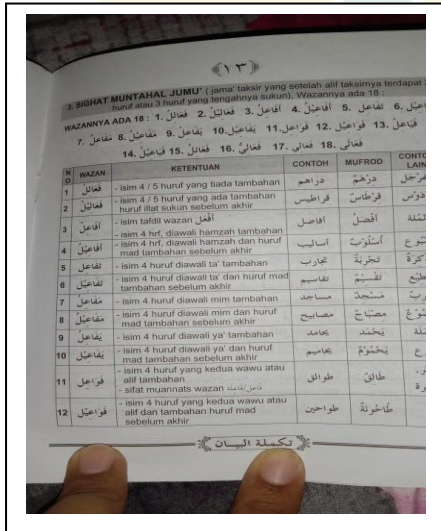 ﴿١٣﴾
3. SIGHAT MUNTAHAL JUMU' ( jama' taksir yang setelah alif taksirnya terdapat
huruf atau 3 huruf yang tengahnya sukun), Wazannya ada 18 :
WAZANNYA ADA 18 : 1. فَعَالِلُ 2. فَعَالِيْلُ 3. أَفَاعِلُ 4. أَفَاعِيْلُ 5. تَفَاعِلُ 6.
7. مَفَاعِلُ 8. مَفَاعِيْلُ 9. يَفَاعِلُ 10. يَفَاعِيْلُ 11. فَوَاعِلُ 12. فَوَاعِيْلُ 13. فَيَاعِلُ
14. فَيَاعِيْلُ 15. فَعَائِلُ 16. فَعَالِيُّ 17. فَعَالِي 18. فَعَالَى
NO WAZAN KETENTUAN CONTOH MUFROD CONTO LAIN
1 فَعَالِلُ - isim 4 / 5 huruf yang tiada tambahan دراهم دِرْهَمٌ
2 فَعَالِيْلُ - isim 4 / 5 huruf yang ada tambahan huruf illat sukun sebelum akhir قراطيس قِرْطَاسٌ
3 أَفَاعِلُ - isim tafdil wazan أَفْعَلُ أفاضل أَفْضَلُ
- isim 4 hrf, diawali hamzah tambahan
4 أَفَاعِيْلُ - isim 4 hrf, diawali hamzah dan huruf mad tambahan sebelum akhir أساليب أُسْلُوْبٌ
5 تَفَاعِلُ - isim 4 huruf diawali ta' tambahan تجارب تَجْرِبَةٌ
6 تَفَاعِيْلُ - isim 4 huruf diawali ta' dan huruf mad tambahan sebelum akhir تقاسيم تَقْسِيْمٌ
7 مَفَاعِلُ - isim 4 huruf diawali mim tambahan مساجد مَسْجِدٌ
8 مَفَاعِيْلُ - isim 4 huruf diawali mim dan huruf mad tambahan sebelum akhir مصابيح مِصْبَاحٌ
9 يَفَاعِلُ - isim 4 huruf diawali ya' tambahan يحامد يَحْمَدُ
10 يَفَاعِيْلُ - isim 4 huruf diawali ya' dan huruf mad tambahan sebelum akhir يحاميم يَحْمُوْمٌ
11 فَوَاعِلُ - isim 4 huruf yang kedua wawu atau alif tambahan طوالق طَالِقٌ
- sifat muannats wazan فاعل/فاعلة
12 فَوَاعِيْلُ - isim 4 huruf yang kedua wawu atau alif dan tambahan huruf mad sebelum akhir طواحين طَاحُوْنَةٌ
تكملة البيان